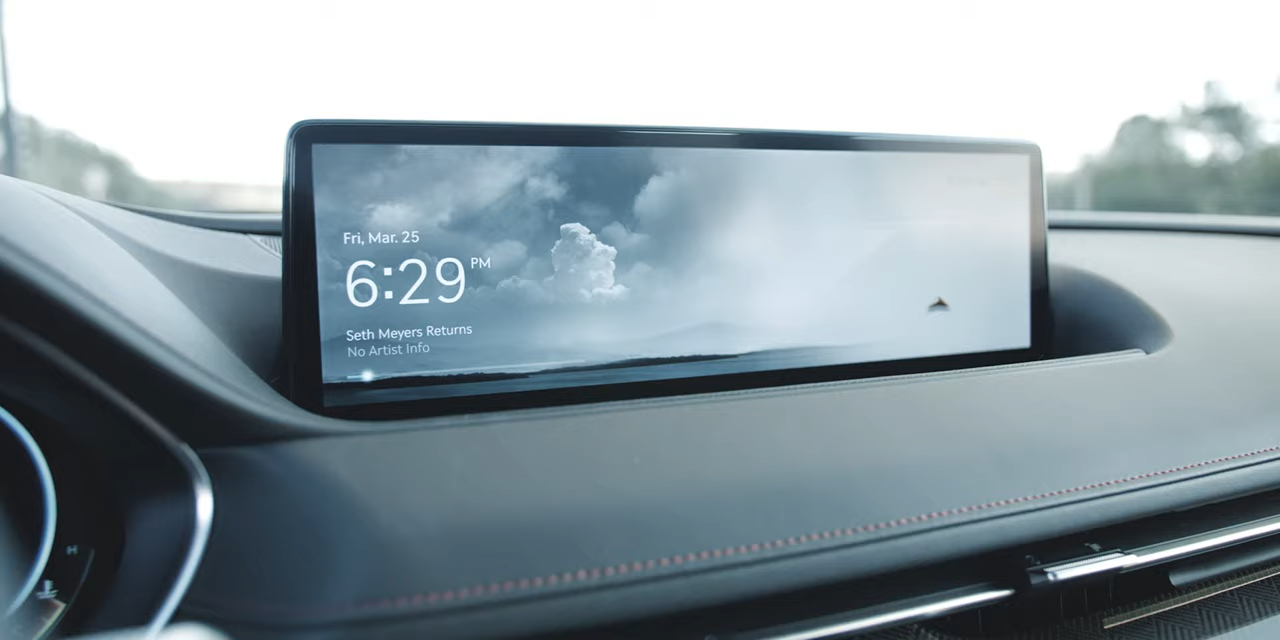 Fri, Mar. 25
6:29 PM
Seth Meyers Returns
No Artist Info
H